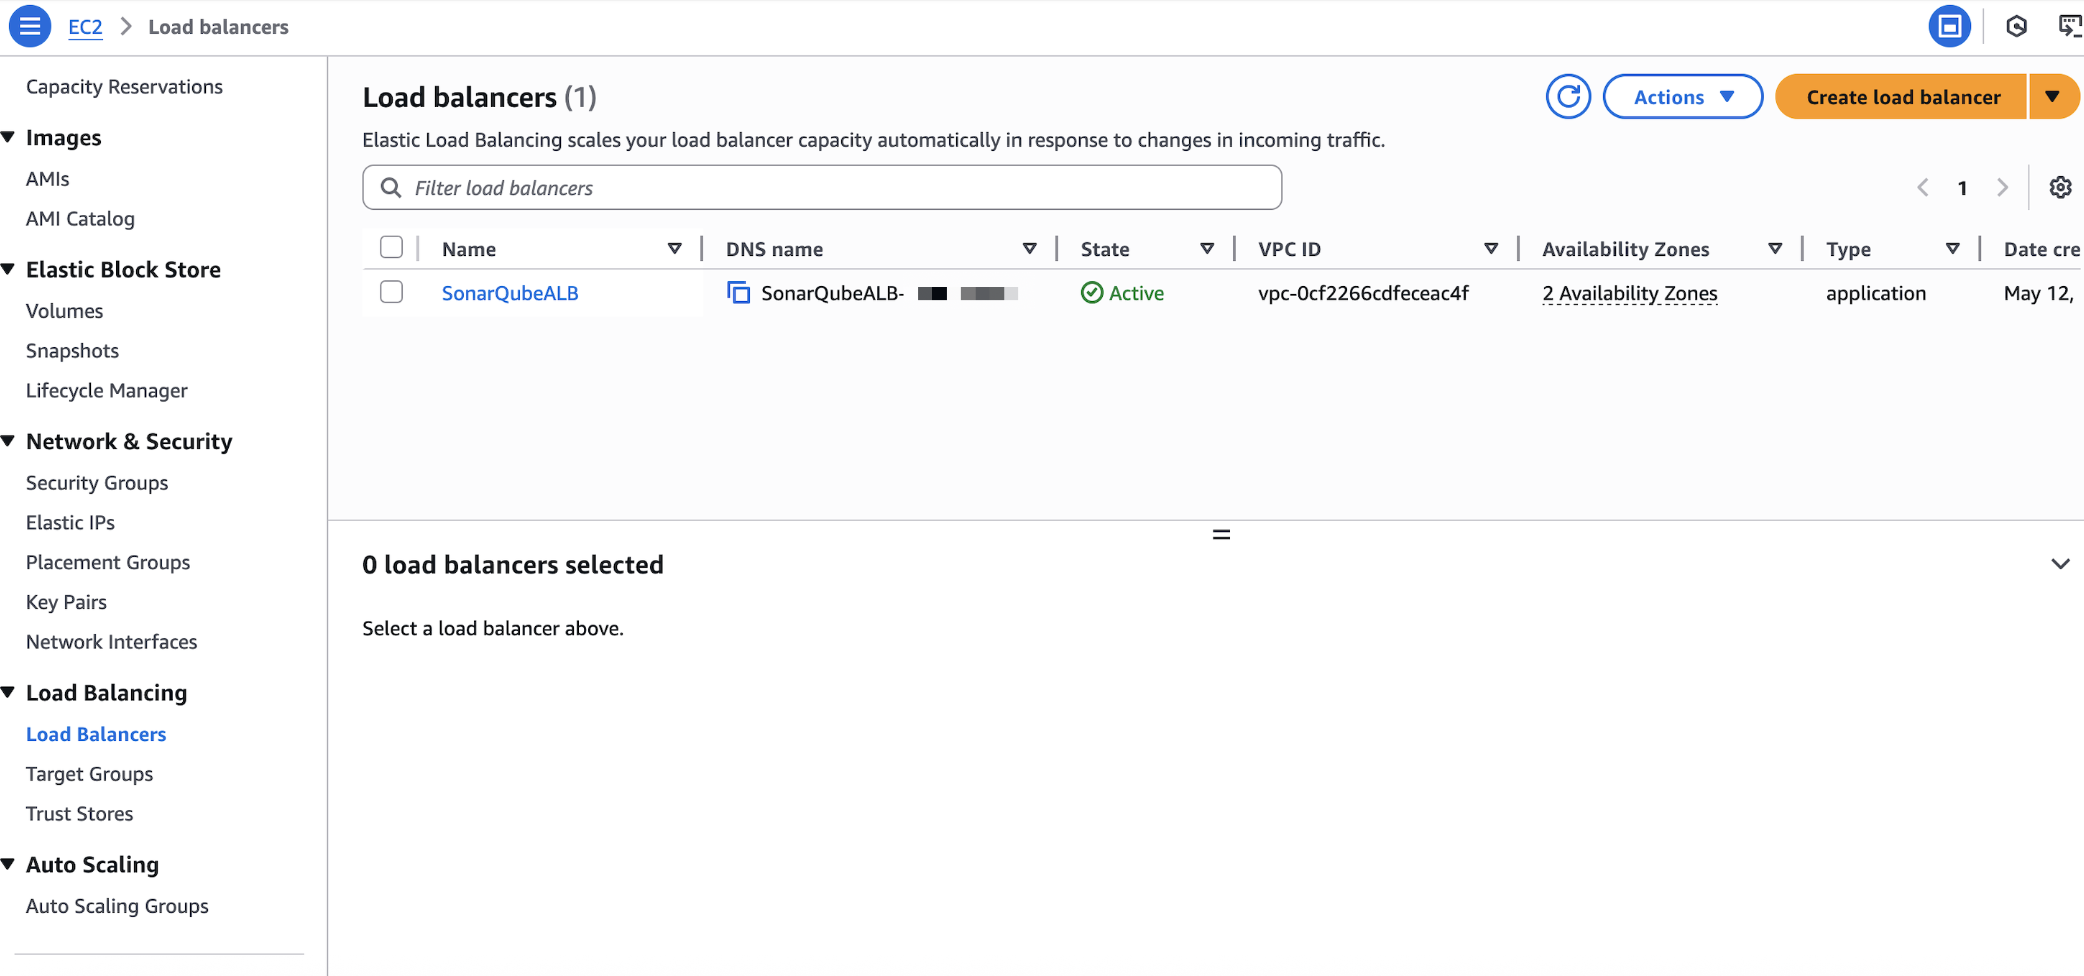 EC2 > Load balancers
Capacity Reservations
Images
AMIs
AMI Catalog
Elastic Block Store
Volumes
Snapshots
Lifecycle Manager
Network & Security
Security Groups
Elastic IPs
Placement Groups
Key Pairs
Network Interfaces
Load Balancing
Load Balancers
Target Groups
Trust Stores
Auto Scaling
Auto Scaling Groups
Load balancers (1)
Actions
Create load balancer
Elastic Load Balancing scales your load balancer capacity automatically in response to changes in incoming traffic.
Filter load balancers
1
Name DNS name State VPC ID Availability Zones Type Date cre
SonarQubeALB SonarQubeALB- Active vpc-0cf2266cdfeceac4f 2 Availability Zones application May 12,
0 load balancers selected
Select a load balancer above.